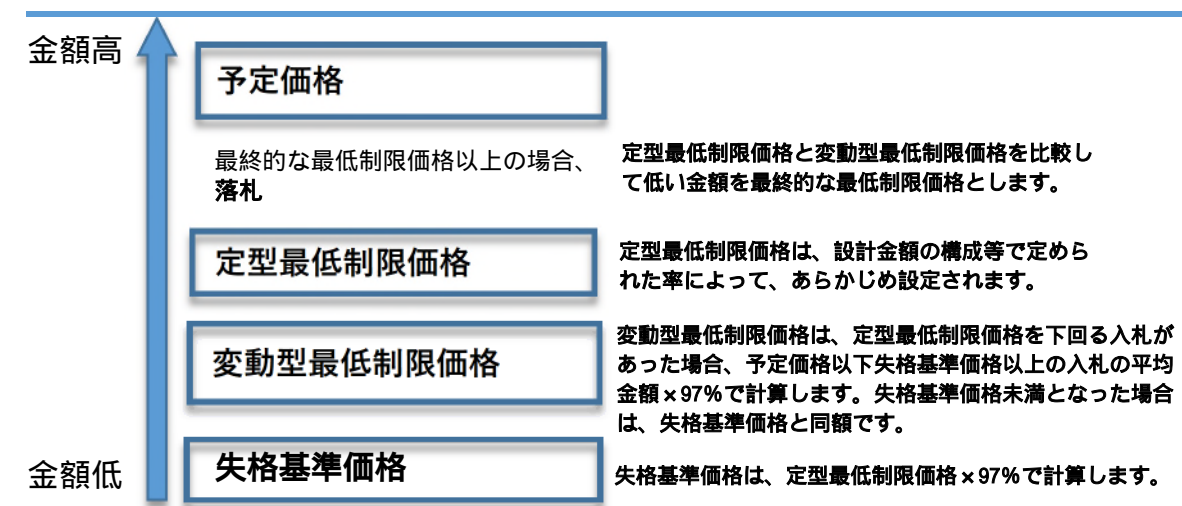 金額高
予定価格
最終的な最低制限価格以上の場合、
落札
定型最低制限価格と変動型最低制限価格を比較し
て低い金額を最終的な最低制限価格とします。
定型最低制限価格
定型最低制限価格は、設計金額の構成等で定めら
れた率によって、あらかじめ設定されます。
変動型最低制限価格
変動型最低制限価格は、定型最低制限価格を下回る入札が
あった場合、予定価格以下失格基準価格以上の入札の平均
金額×97%で計算します。失格基準価格未満となった場合
は、失格基準価格と同額です。
金額低
失格基準価格
失格基準価格は、定型最低制限価格×97%で計算します。